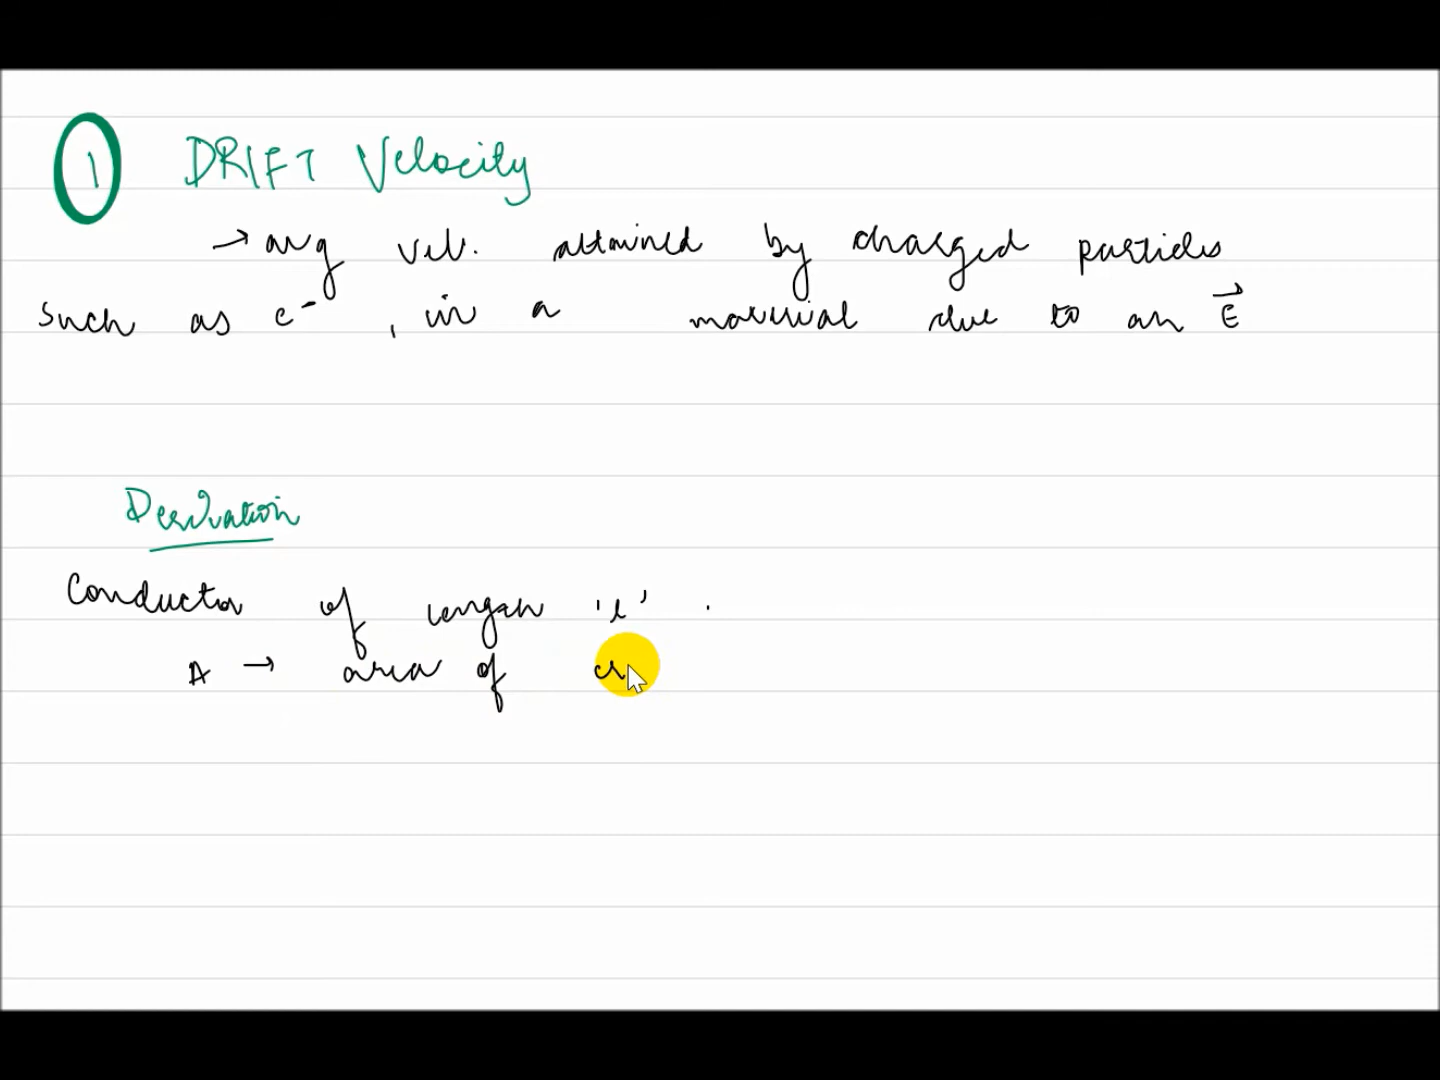 1 DRIFT Velocity
→ avg vel. attained by charged particles
such as e⁻, in a material due to an E⃗
Derivation
Conductor of length 'l' .
A → area of cr